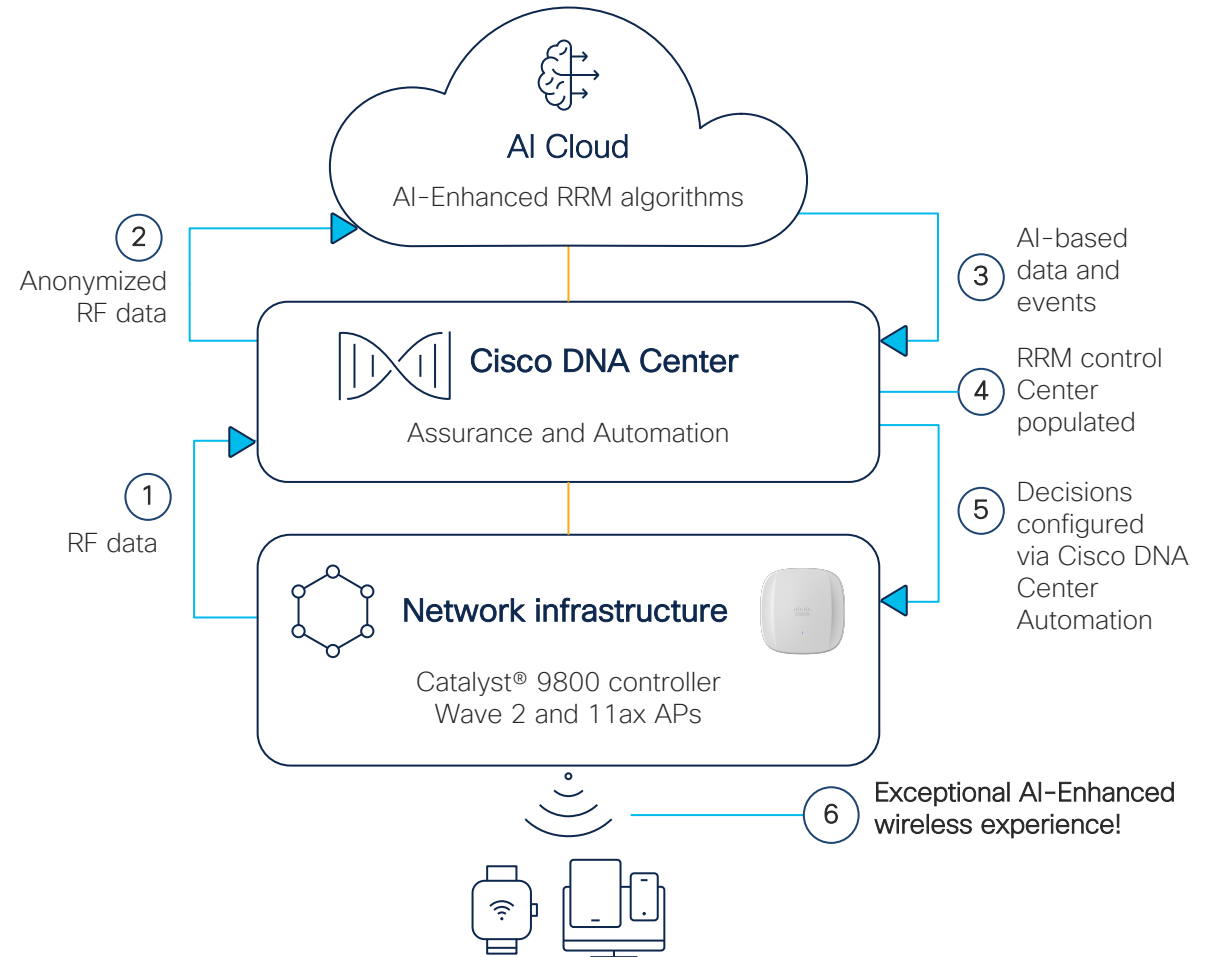 AI Cloud
AI-Enhanced RRM algorithms
2
Anonymized
RF data
3
AI-based
data and
events
Cisco DNA Center
Assurance and Automation
4
RRM control
Center
populated
1
RF data
5
Decisions
configured
via Cisco DNA
Center
Automation
Network infrastructure
Catalyst® 9800 controller
Wave 2 and 11ax APs
6
Exceptional AI-Enhanced
wireless experience!